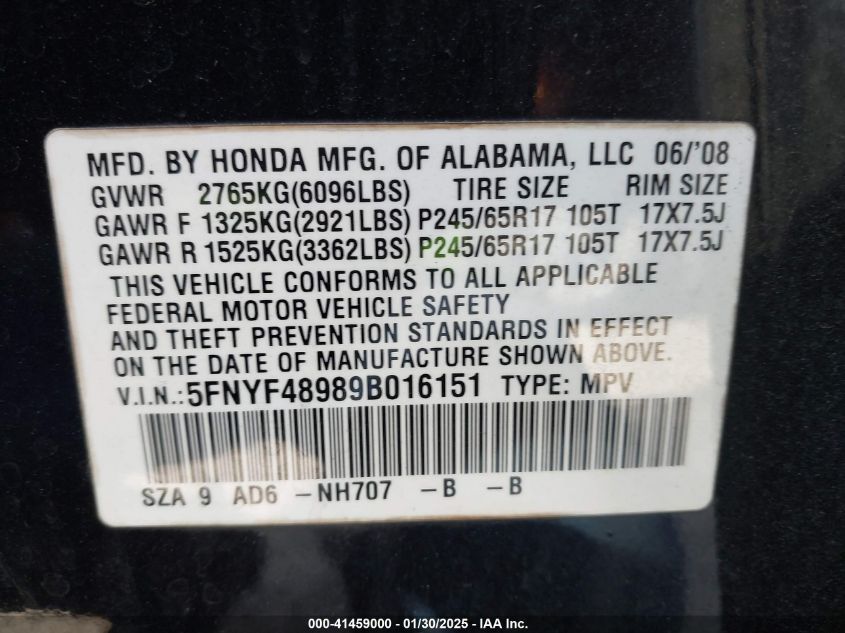 MFD. BY HONDA MFG. OF ALABAMA, LLC 06/'08
GVWR 2765KG(6096LBS) TIRE SIZE RIM SIZE
GAWR F 1325KG(2921LBS) P245/65R17 105T 17X7.5J
GAWR R 1525KG(3362LBS) P245/65R17 105T 17X7.5J
THIS VEHICLE CONFORMS TO ALL APPLICABLE
FEDERAL MOTOR VEHICLE SAFETY
AND THEFT PREVENTION STANDARDS IN EFFECT
ON THE DATE OF MANUFACTURE SHOWN ABOVE.
V.I.N.:5FNYF48989B016151 TYPE: MPV
SZA 9 AD6 -NH707 -B -B
000-41459000 - 01/30/2025 - IAA Inc.